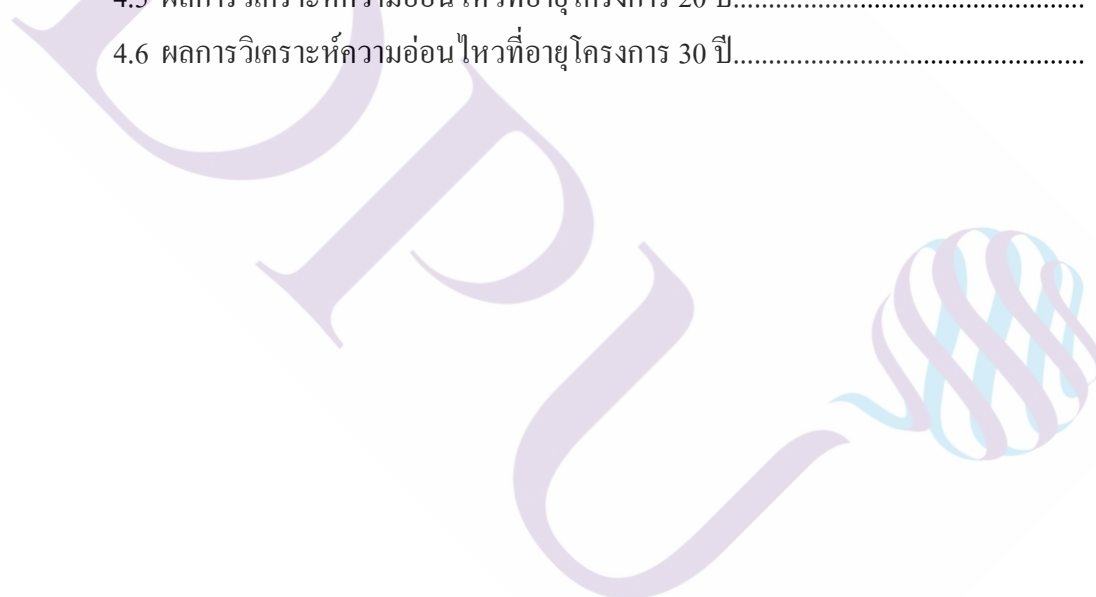 4.5 ผลการวิเคราะห์ความอ่อนไหวที่อายุโครงการ 20 ปี................................................
4.6 ผลการวิเคราะห์ความอ่อนไหวที่อายุโครงการ 30 ปี................................................
DPU